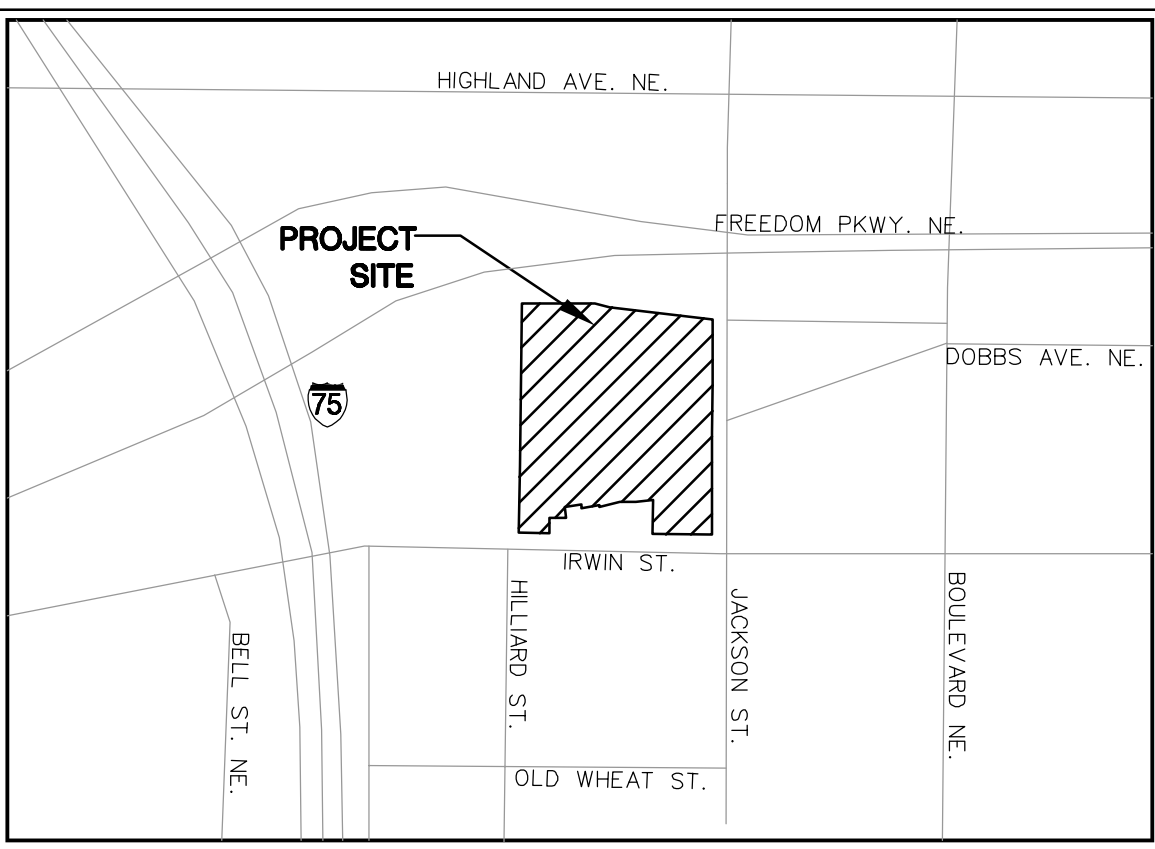 HIGHLAND AVE. NE.
FREEDOM PKWY. NE.
PROJECT
SITE
DOBBS AVE. NE.
75
IRWIN ST.
HILLIARD ST.
JACKSON ST.
BOULEVARD NE.
BELL ST. NE.
OLD WHEAT ST.